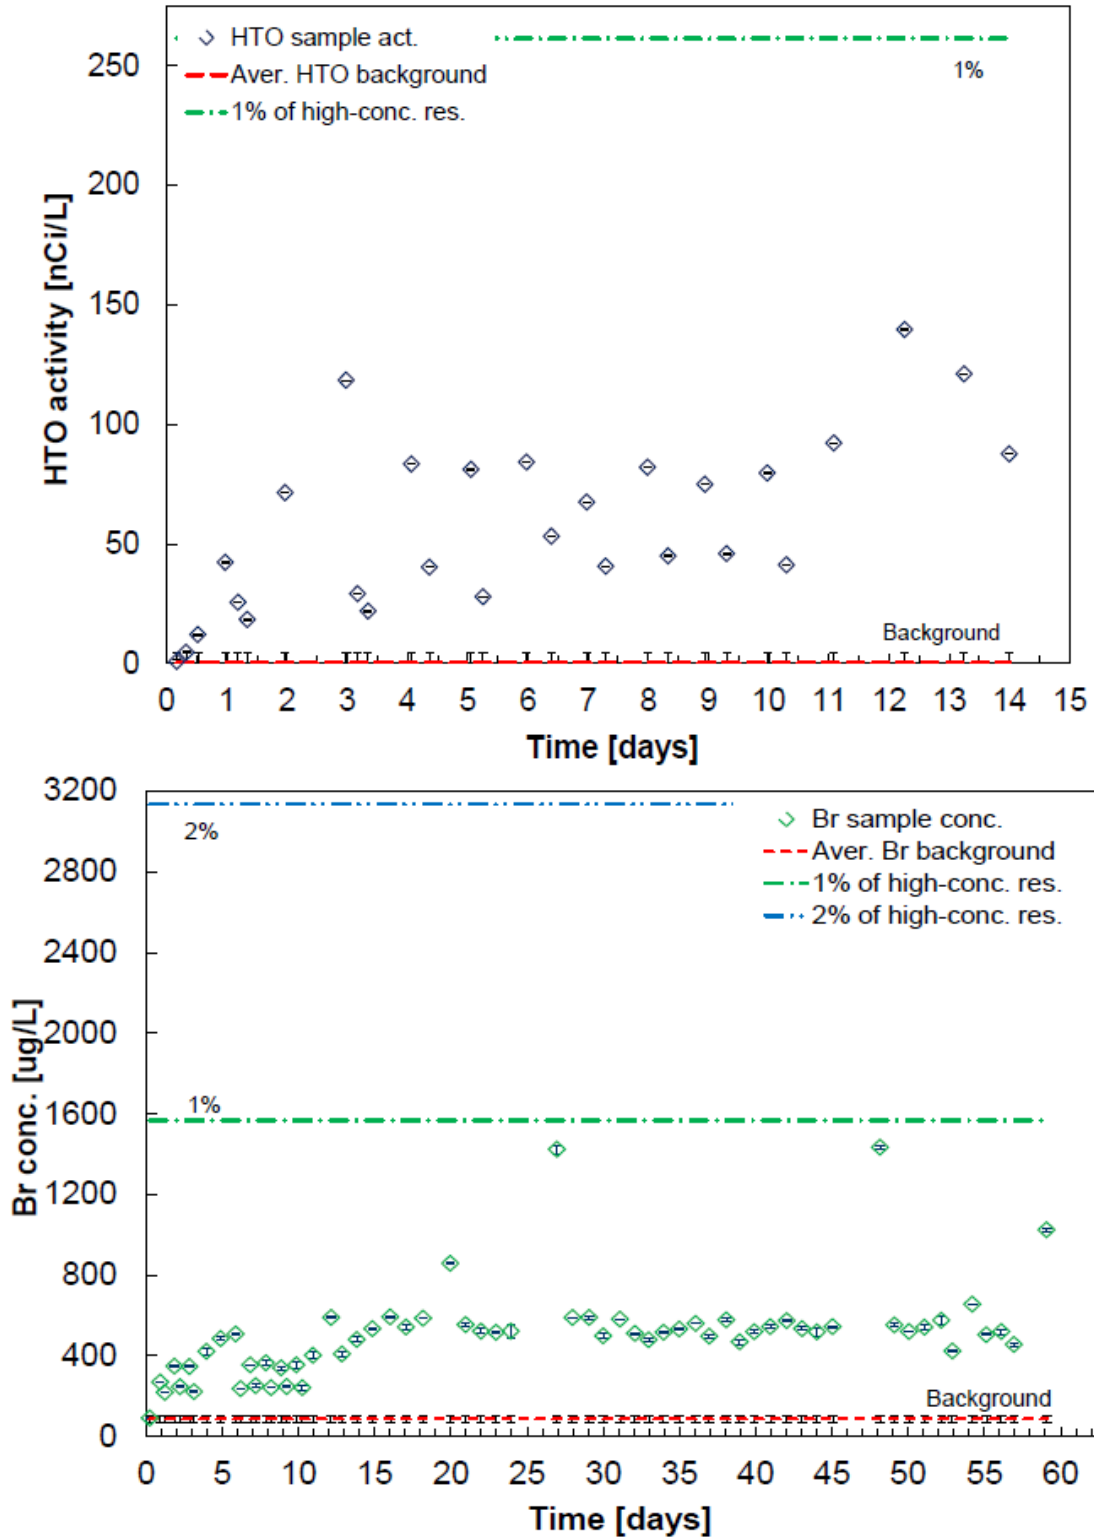 HTO sample act.
Aver. HTO background
1% of high-conc. res.
1%
250
200
150
100
50
0
HTO activity [nCi/L]
Background
0 1 2 3 4 5 6 7 8 9 10 11 12 13 14 15
Time [days]
3200
2800
2400
2000
1600
1200
800
400
0
Br conc. [ug/L]
2%
Br sample conc.
Aver. Br background
1% of high-conc. res.
2% of high-conc. res.
1%
Background
0 5 10 15 20 25 30 35 40 45 50 55 60
Time [days]